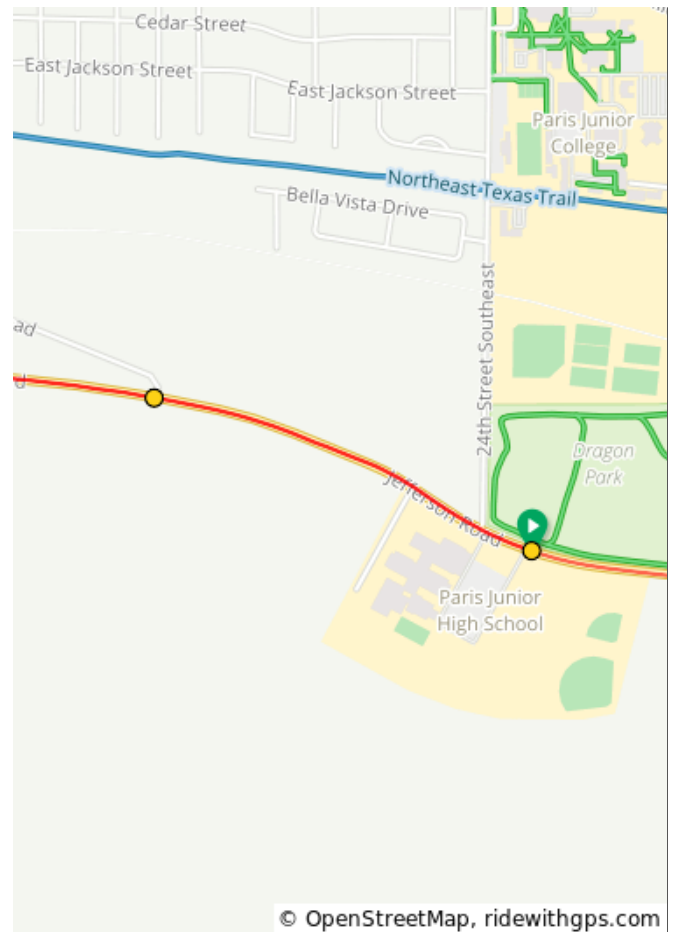 Cedar Street
East Jackson Street
East Jackson Street
Paris Junior
College
Northeast Texas Trail
Bella Vista Drive
24th Street Southeast
ad
d
Dragon
Park
Jefferson Road
Paris Junior
High School
© OpenStreetMap, ridewithgps.com